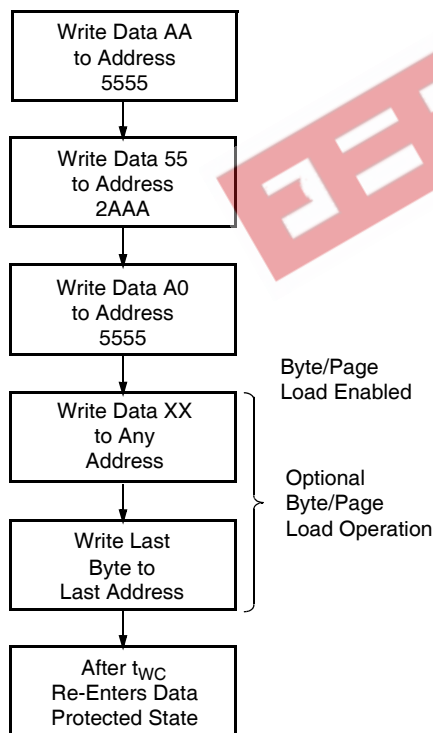 Write Data AA
to Address
5555
Write Data 55
to Address
2AAA
Write Data A0
to Address
5555
Byte/Page
Load Enabled
Write Data XX
to Any
Address
Optional
Byte/Page
Load Operation
Write Last
Byte to
Last Address
After tWC
Re-Enters Data
Protected State